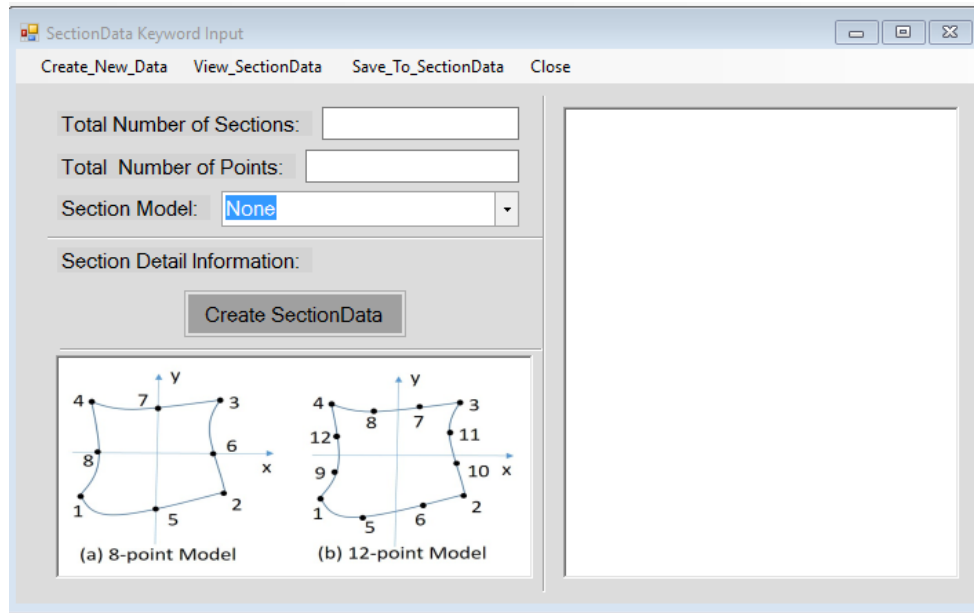 SectionData Keyword Input
Create_New_Data View_SectionData Save_To_SectionData Close
Total Number of Sections:
Total Number of Points:
Section Model: None
Section Detail Information:
Create SectionData
y
4 7 3
8 6 x
1 5 2
(a) 8-point Model
y
4 8 7 3
12 11
9 10 x
1 5 6 2
(b) 12-point Model